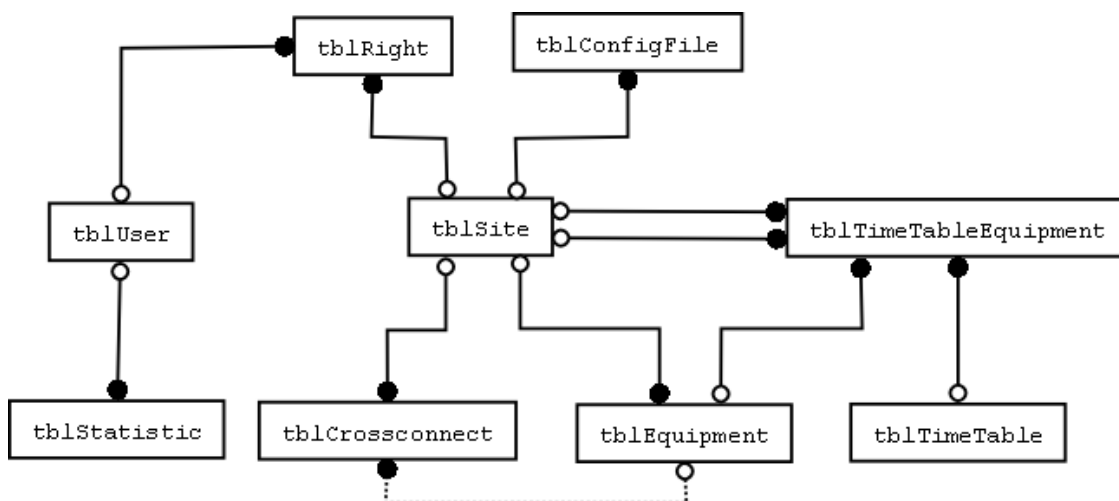 tblRight
tblConfigFile
tblUser
tblSite
tblTimeTableEquipment
tblStatistic
tblCrossconnect
tblEquipment
tblTimeTable